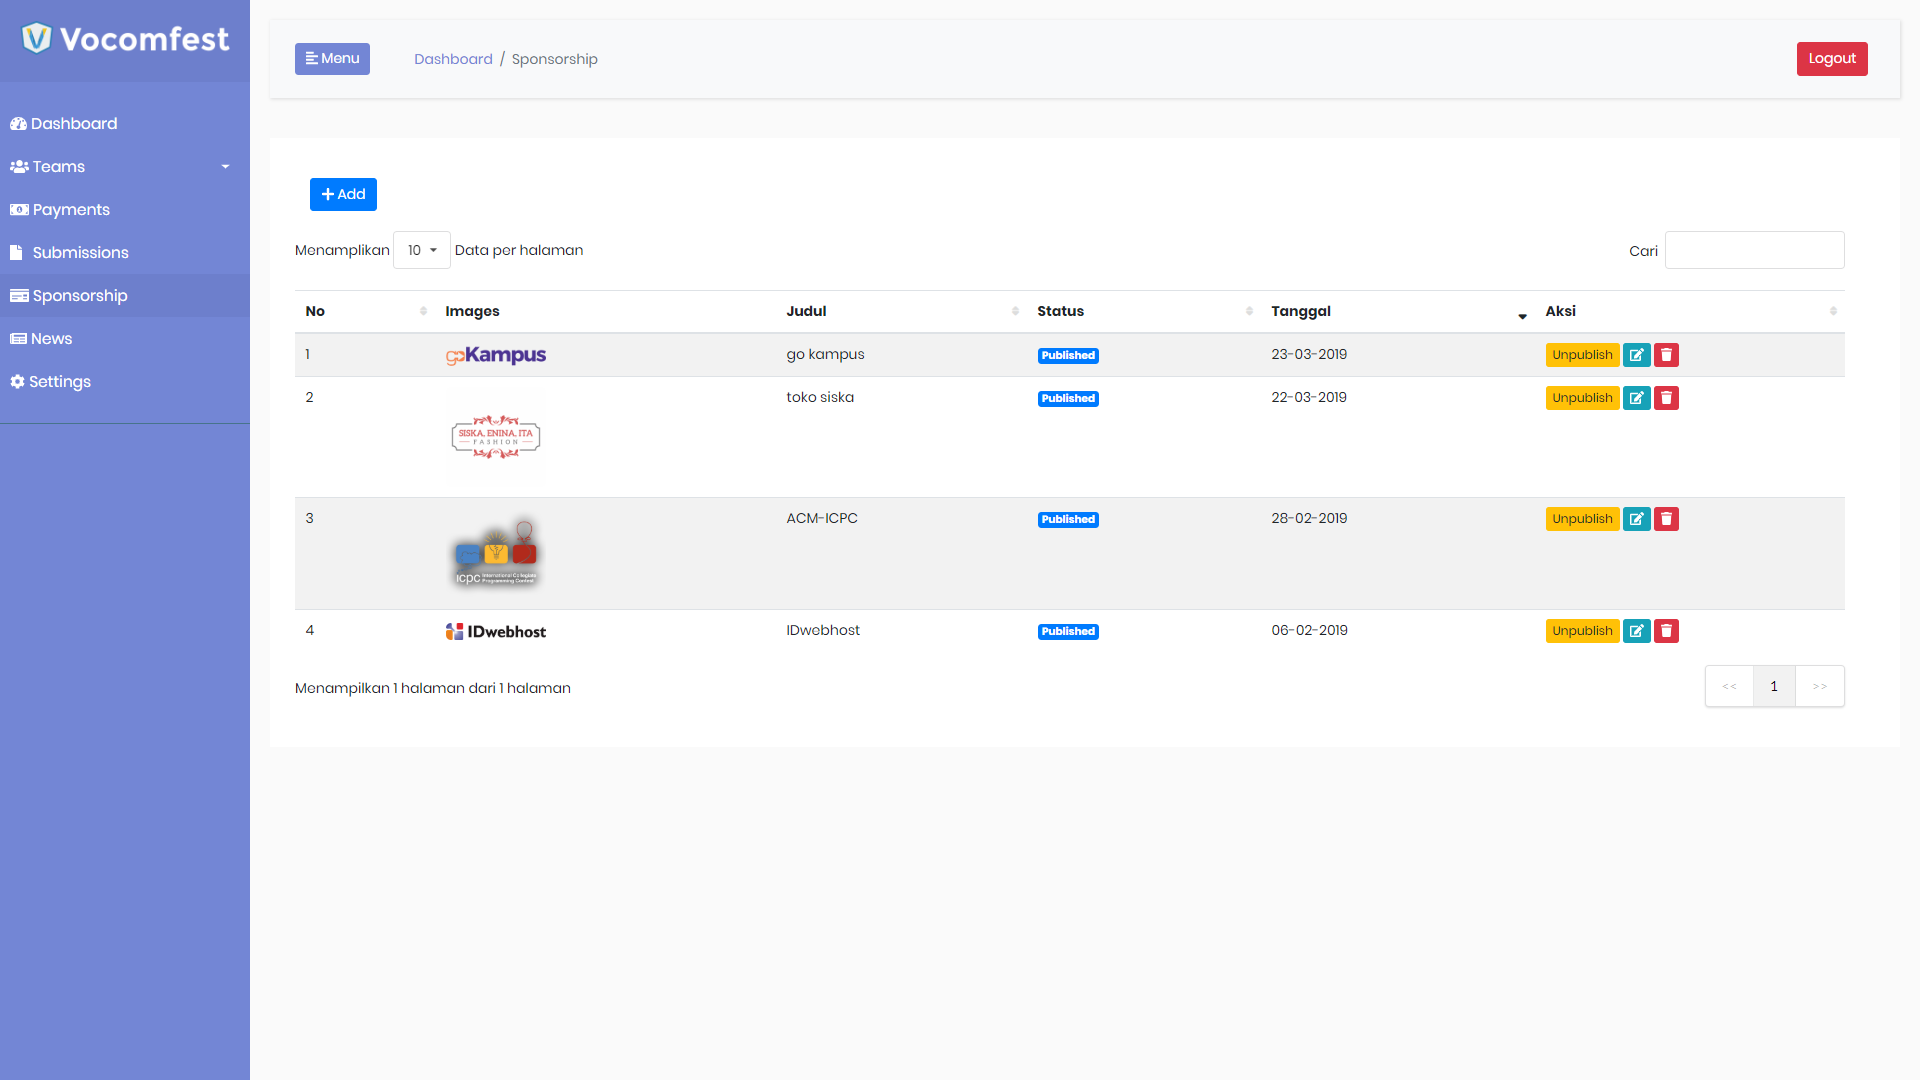 Vocomfest
Menu
Dashboard / Sponsorship
Logout
Dashboard
Teams
Payments
Submissions
Sponsorship
News
Settings
Add
Menamplikan 10 Data per halaman
Cari
No Images Judul Status Tanggal Aksi
1 goKampus go kampus Published 23-03-2019 Unpublish
2 toko siska Published 22-03-2019 Unpublish
SISKA, ENINA, ITA
FASHION
3 ACM-ICPC Published 28-02-2019 Unpublish
icpc International Collegiate
Programming Contest
4 IDwebhost IDwebhost Published 06-02-2019 Unpublish
Menampilkan 1 halaman dari 1 halaman
<< 1 >>